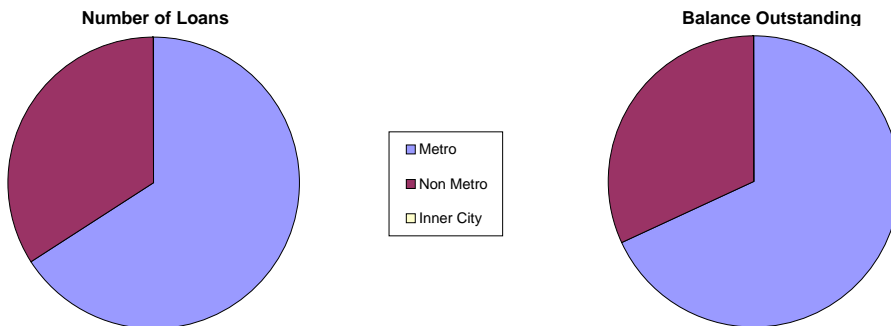 Number of Loans
Balance Outstanding
Metro
Non Metro
Inner City